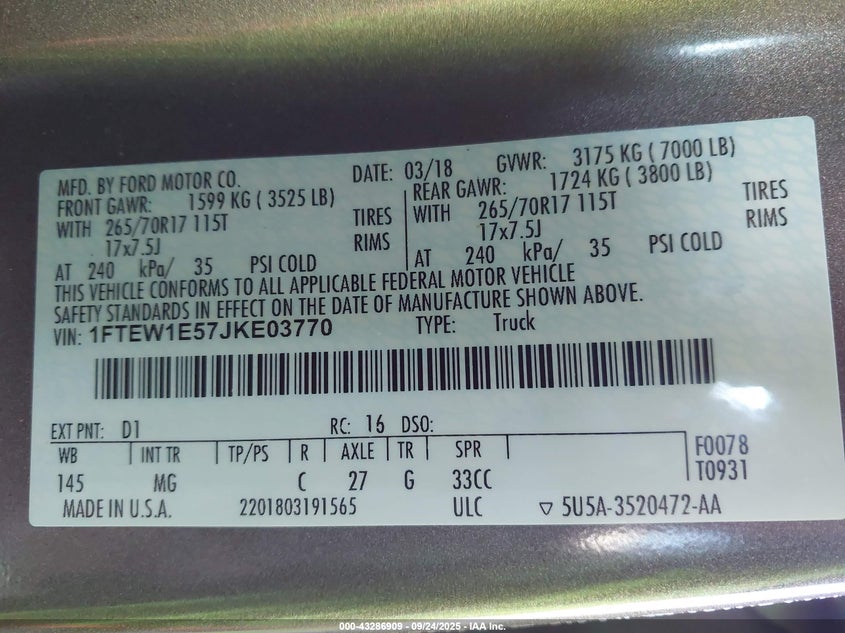 MFD. BY FORD MOTOR CO. DATE: 03/18 GVWR: 3175 KG ( 7000 LB)
FRONT GAWR: 1599 KG ( 3525 LB) REAR GAWR: 1724 KG ( 3800 LB)
WITH 265/70R17 115T TIRES WITH 265/70R17 115T TIRES
17x7.5J RIMS 17x7.5J RIMS
AT 240 kPa/ 35 PSI COLD AT 240 kPa/ 35 PSI COLD
THIS VEHICLE CONFORMS TO ALL APPLICABLE FEDERAL MOTOR VEHICLE
SAFETY STANDARDS IN EFFECT ON THE DATE OF MANUFACTURE SHOWN ABOVE.
VIN: 1FTEW1E57JKE03770 TYPE: Truck
EXT PNT: D1 RC: 16 DSO:
WB INT TR TP/PS R AXLE TR SPR F0078
145 MG C 27 G 33CC T0931
MADE IN U.S.A. 2201803191565 ULC ▽ 5U5A-3520472-AA
000-43286909 - 09/24/2025 - IAA Inc.